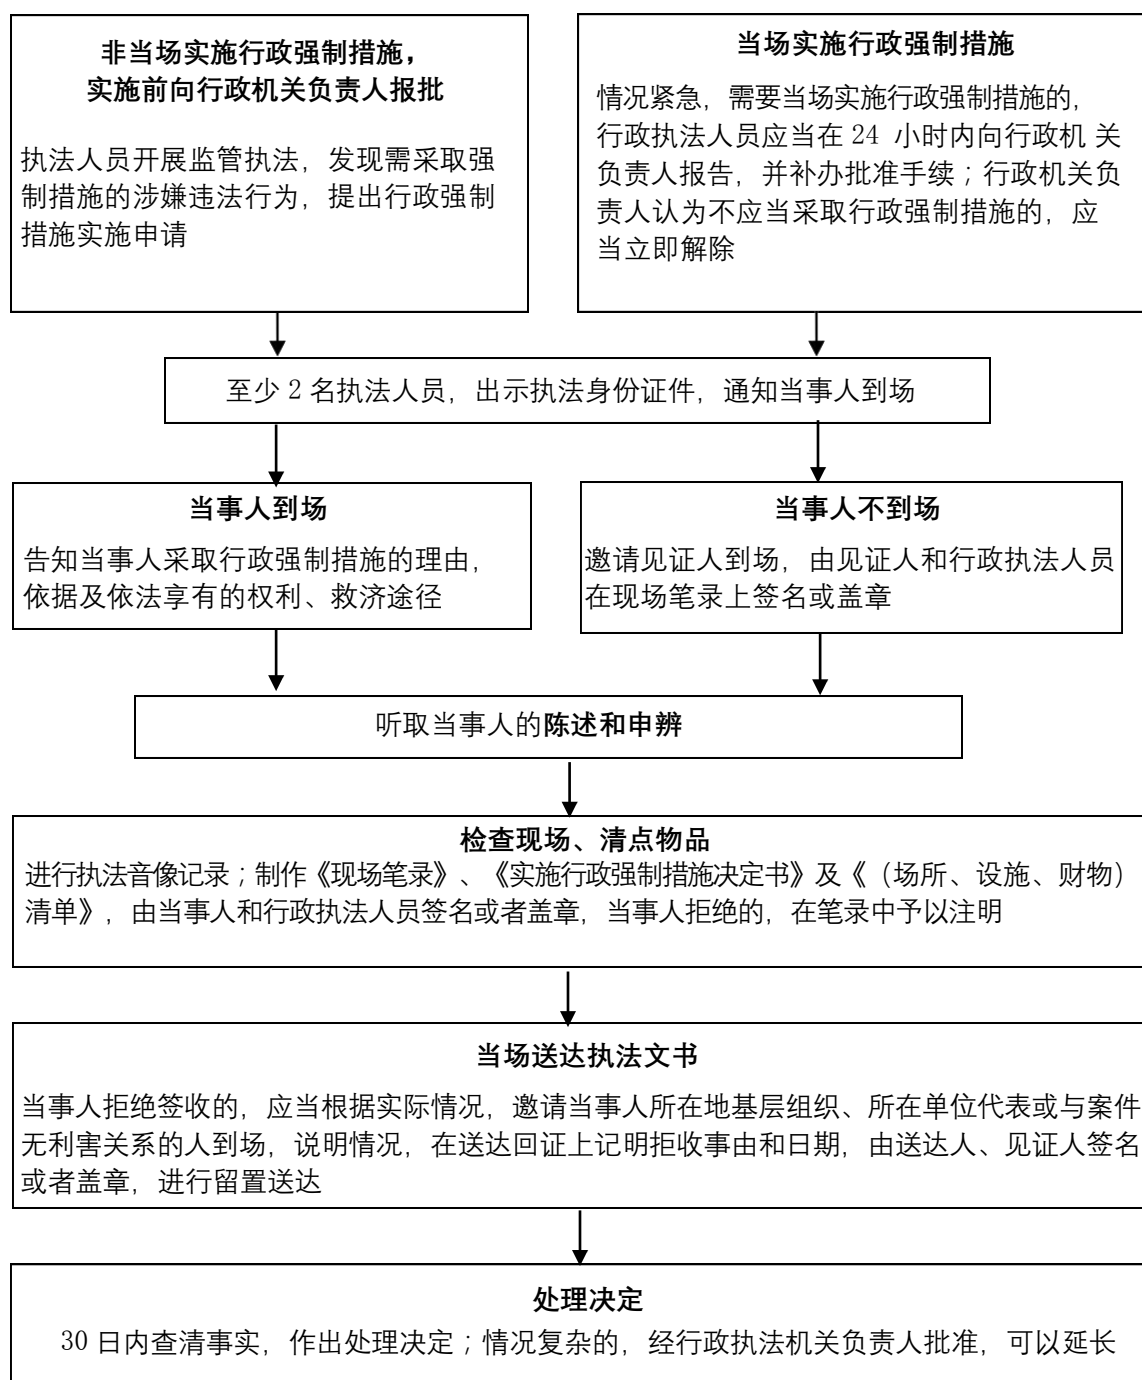 非当场实施行政强制措施，
实施前向行政机关负责人报批
执法人员开展监管执法，发现需采取强
制措施的涉嫌违法行为，提出行政强制
措施实施申请
当场实施行政强制措施
情况紧急，需要当场实施行政强制措施的，
行政执法人员应当在 24 小时内向行政机 关
负责人报告，并补办批准手续；行政机关负
责人认为不应当采取行政强制措施的，应
当立即解除
至少 2 名执法人员，出示执法身份证件，通知当事人到场
当事人到场
告知当事人采取行政强制措施的理由，
依据及依法享有的权利、救济途径
当事人不到场
邀请见证人到场，由见证人和行政执法人员
在现场笔录上签名或盖章
听取当事人的陈述和申辨
检查现场、清点物品
进行执法音像记录；制作《现场笔录》、《实施行政强制措施决定书》及《（场所、设施、财物）
清单》，由当事人和行政执法人员签名或者盖章，当事人拒绝的，在笔录中予以注明
当场送达执法文书
当事人拒绝签收的，应当根据实际情况，邀请当事人所在地基层组织、所在单位代表或与案件
无利害关系的人到场，说明情况，在送达回证上记明拒收事由和日期，由送达人、见证人签名
或者盖章，进行留置送达
处理决定
30 日内查清事实，作出处理决定；情况复杂的，经行政执法机关负责人批准，可以延长